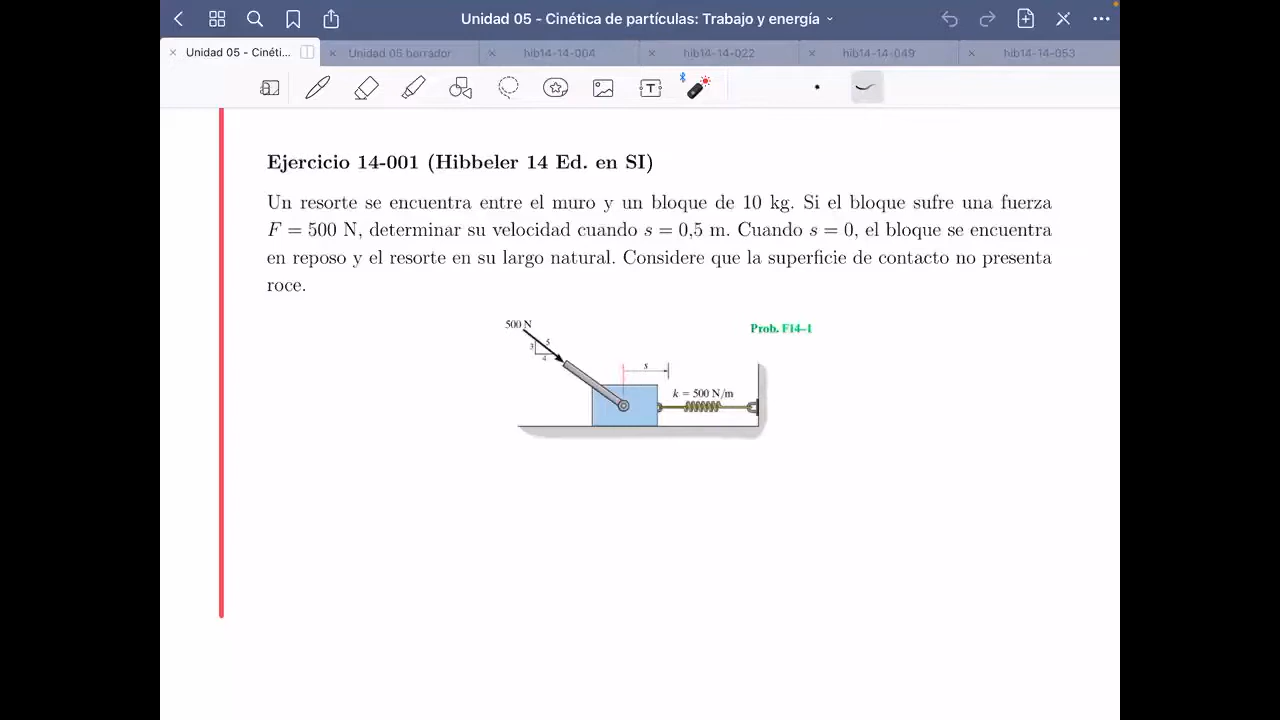 Unidad 05 - Cinética de partículas: Trabajo y energía
Unidad 05 - Cinéti...
Unidad 05 borrador
hib14-14-004
hib14-14-022
hib14-14-049
hib14-14-053
Ejercicio 14-001 (Hibbeler 14 Ed. en SI)
Un resorte se encuentra entre el muro y un bloque de 10 kg. Si el bloque sufre una fuerza
F = 500 N, determinar su velocidad cuando s = 0,5 m. Cuando s = 0, el bloque se encuentra
en reposo y el resorte en su largo natural. Considere que la superficie de contacto no presenta
roce.
500 N
Prob. F14–1
3
5
4
s
k = 500 N/m